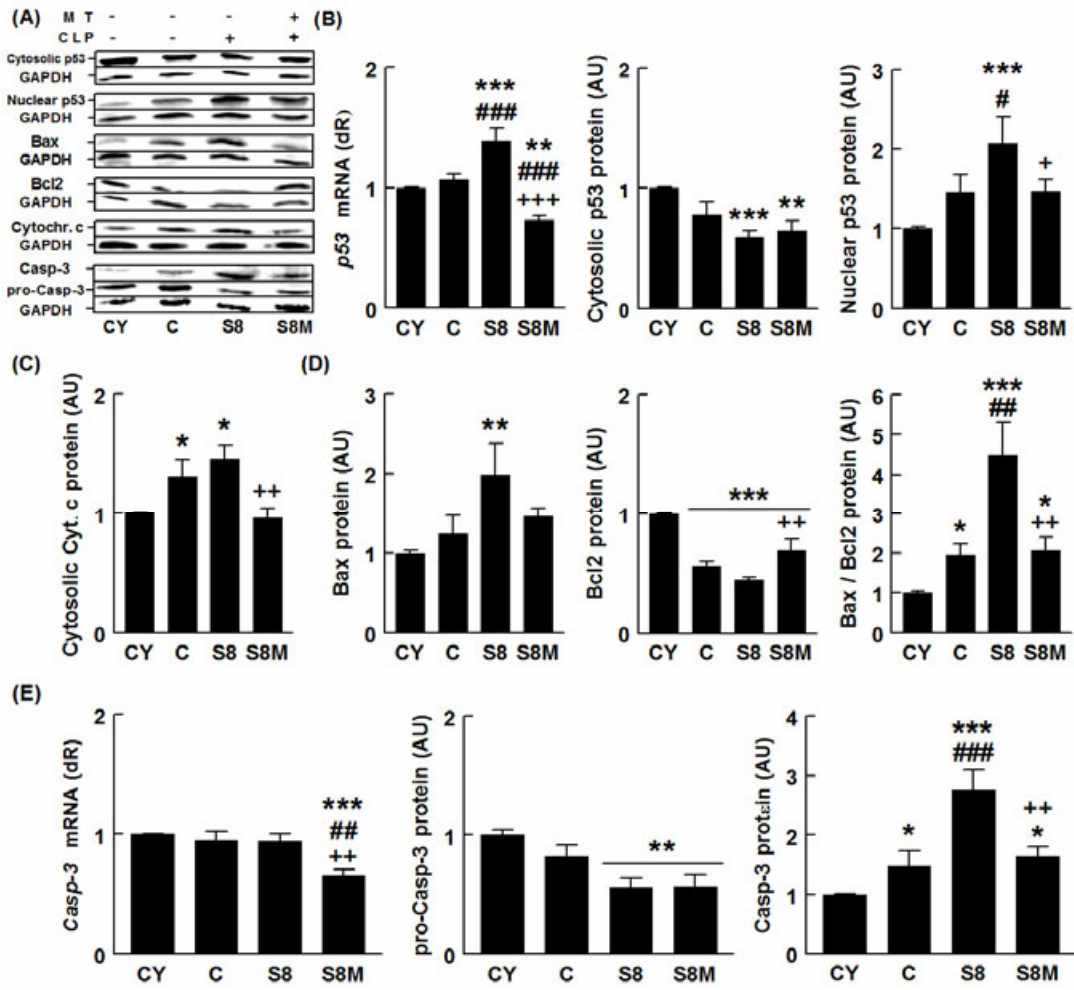 (A)
M T - - - +
C L P - - + +
Cytosolic p53
GAPDH
Nuclear p53
GAPDH
Bax
GAPDH
Bcl2
GAPDH
Cytochr. c
GAPDH
Casp-3
pro-Casp-3
GAPDH
CY C S8 S8M
(B)
p53 mRNA (dR)
2
1
0
***
###
**
###
+++
CY C S8 S8M
Cytosolic p53 protein (AU)
2
1
0
***
**
CY C S8 S8M
Nuclear p53 protein (AU)
3
2
1
0
***
#
+
CY C S8 S8M
(C)
Cytosolic Cyt. c protein (AU)
2
1
0
*
*
++
CY C S8 S8M
(D)
Bax protein (AU)
3
2
1
0
**
CY C S8 S8M
Bcl2 protein (AU)
2
1
0
***
++
CY C S8 S8M
Bax / Bcl2 protein (AU)
6
5
4
3
2
1
0
*
***
##
*
++
CY C S8 S8M
(E)
Casp-3 mRNA (dR)
2
1
0
***
##
++
CY C S8 S8M
pro-Casp-3 protein (AU)
2
1
0
**
CY C S8 S8M
Casp-3 protεin (AU)
4
3
2
1
0
*
***
###
++
*
CY C S8 S8M